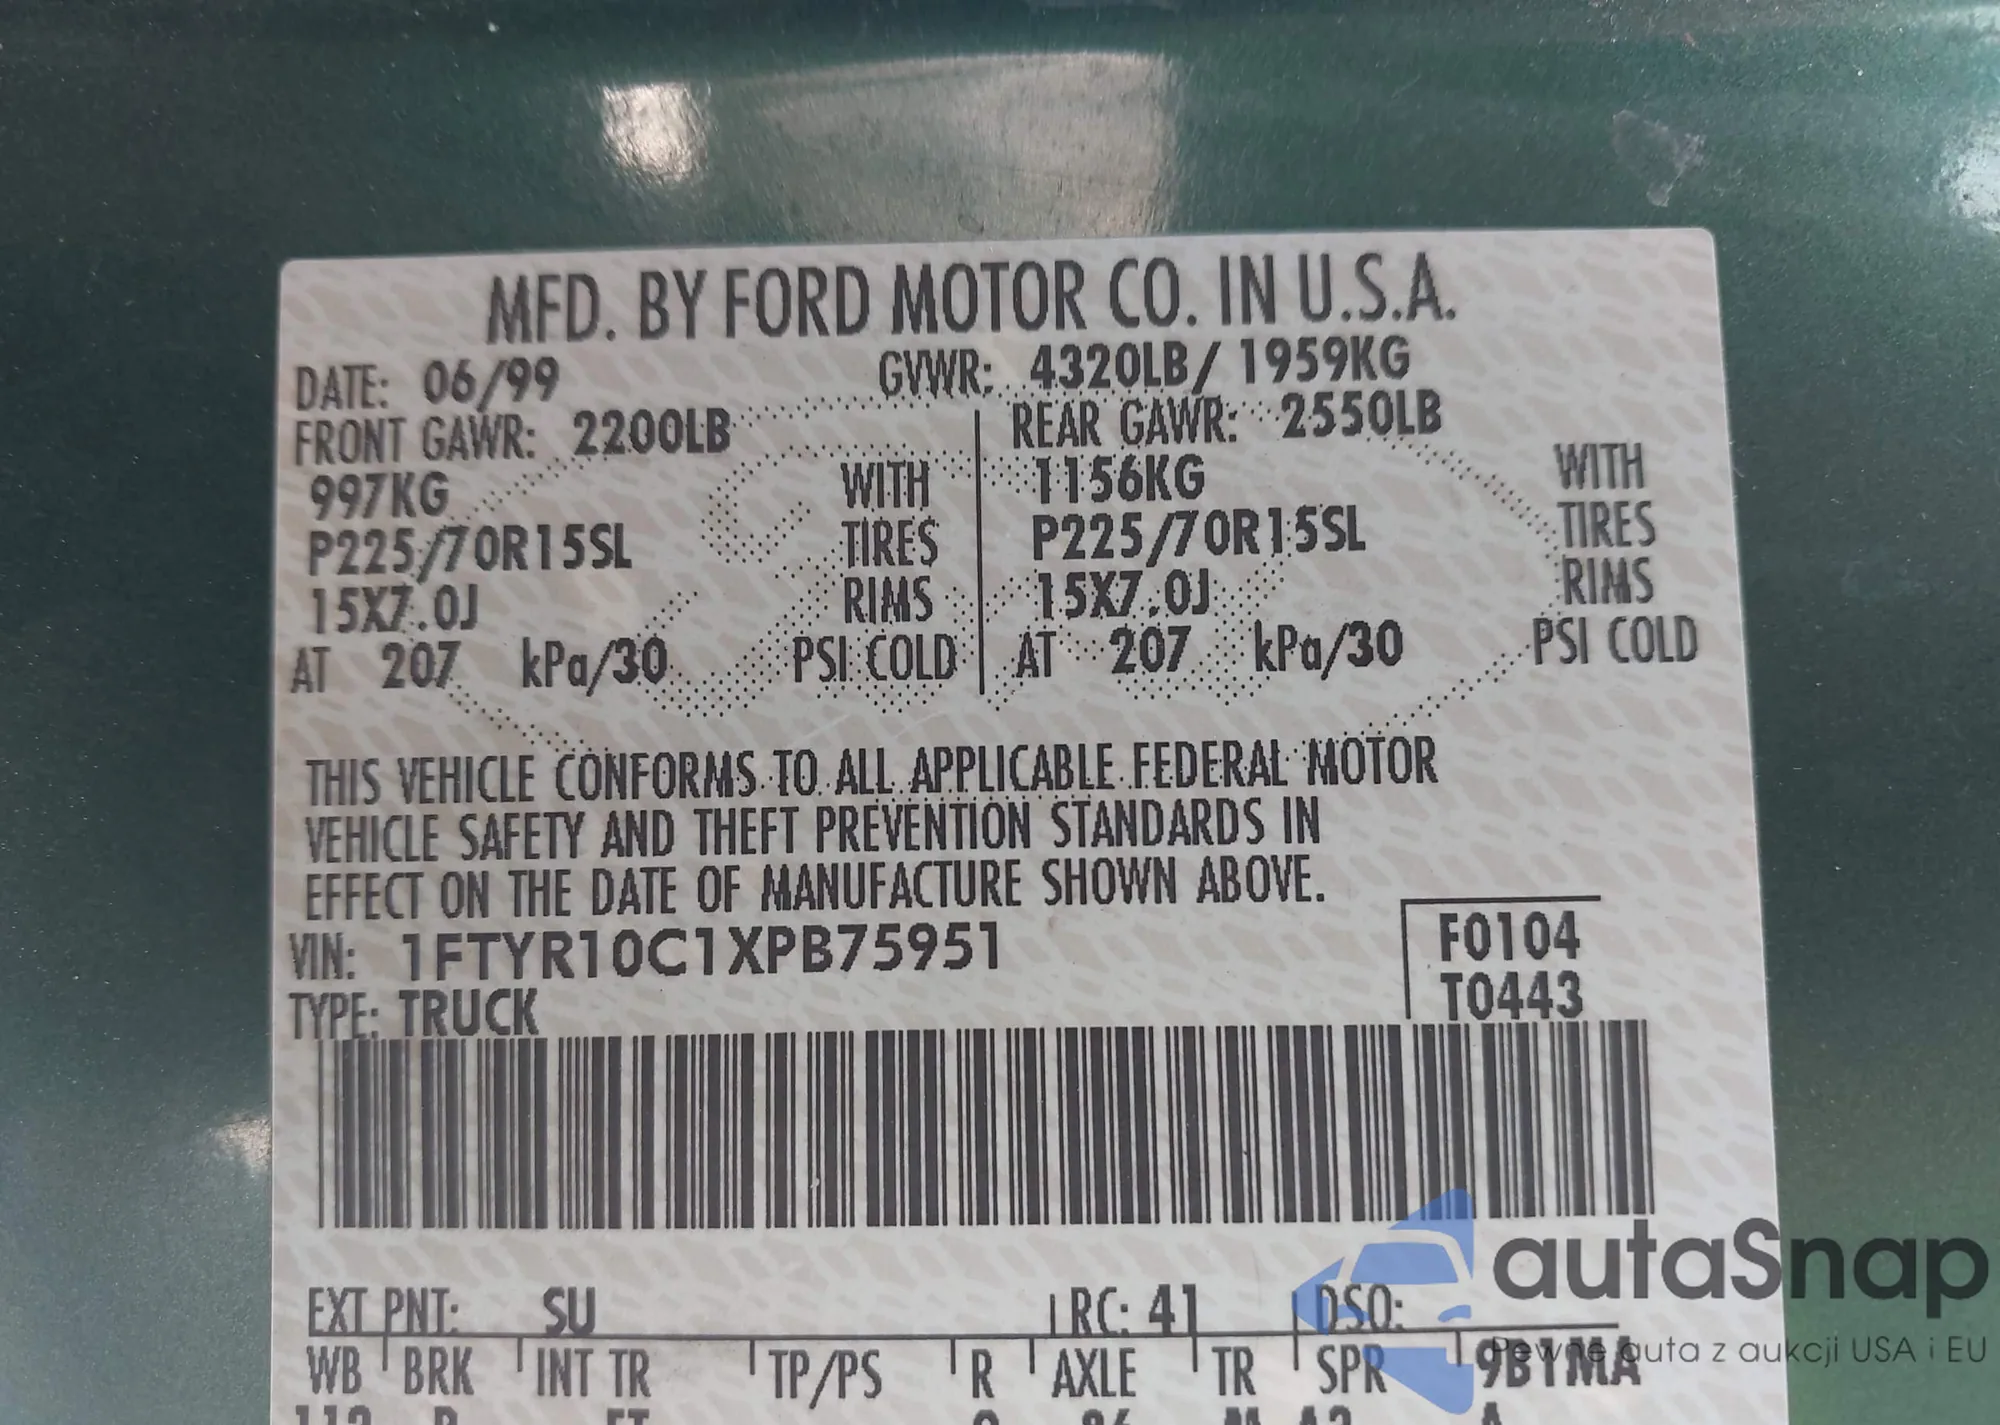 MFD. BY FORD MOTOR CO. IN U.S.A.
DATE: 06/99 GVWR: 4320LB/ 1959KG
FRONT GAWR: 2200LB REAR GAWR: 2550LB
997KG WITH 1156KG WITH
P225/70R15SL TIRES P225/70R15SL TIRES
15X7.0J RIMS 15X7.0J RIMS
AT 207 kPa/30 PSI COLD AT 207 kPa/30 PSI COLD
THIS VEHICLE CONFORMS TO ALL APPLICABLE FEDERAL MOTOR
VEHICLE SAFETY AND THEFT PREVENTION STANDARDS IN
EFFECT ON THE DATE OF MANUFACTURE SHOWN ABOVE.
VIN: 1FTYR10C1XPB75951 F0104
TYPE: TRUCK T0443
EXT PNT: SU RC: 41 DSO:
WB BRK INT TR TP/PS R AXLE TR SPR 9B1MA
autaSnap
Pewne auta z aukcji USA i EU